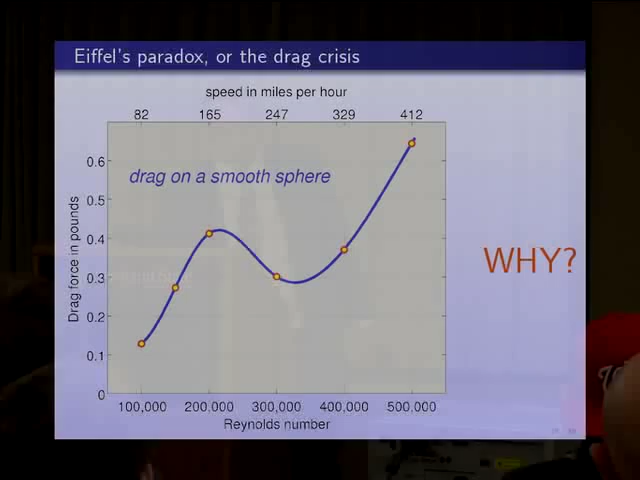 Eiffel's paradox, or the drag crisis
speed in miles per hour
82 165 247 329 412
drag on a smooth sphere
WHY?
Drag force in pounds
0.6
0.5
0.4
0.3
0.2
0.1
0
100,000 200,000 300,000 400,000 500,000
Reynolds number